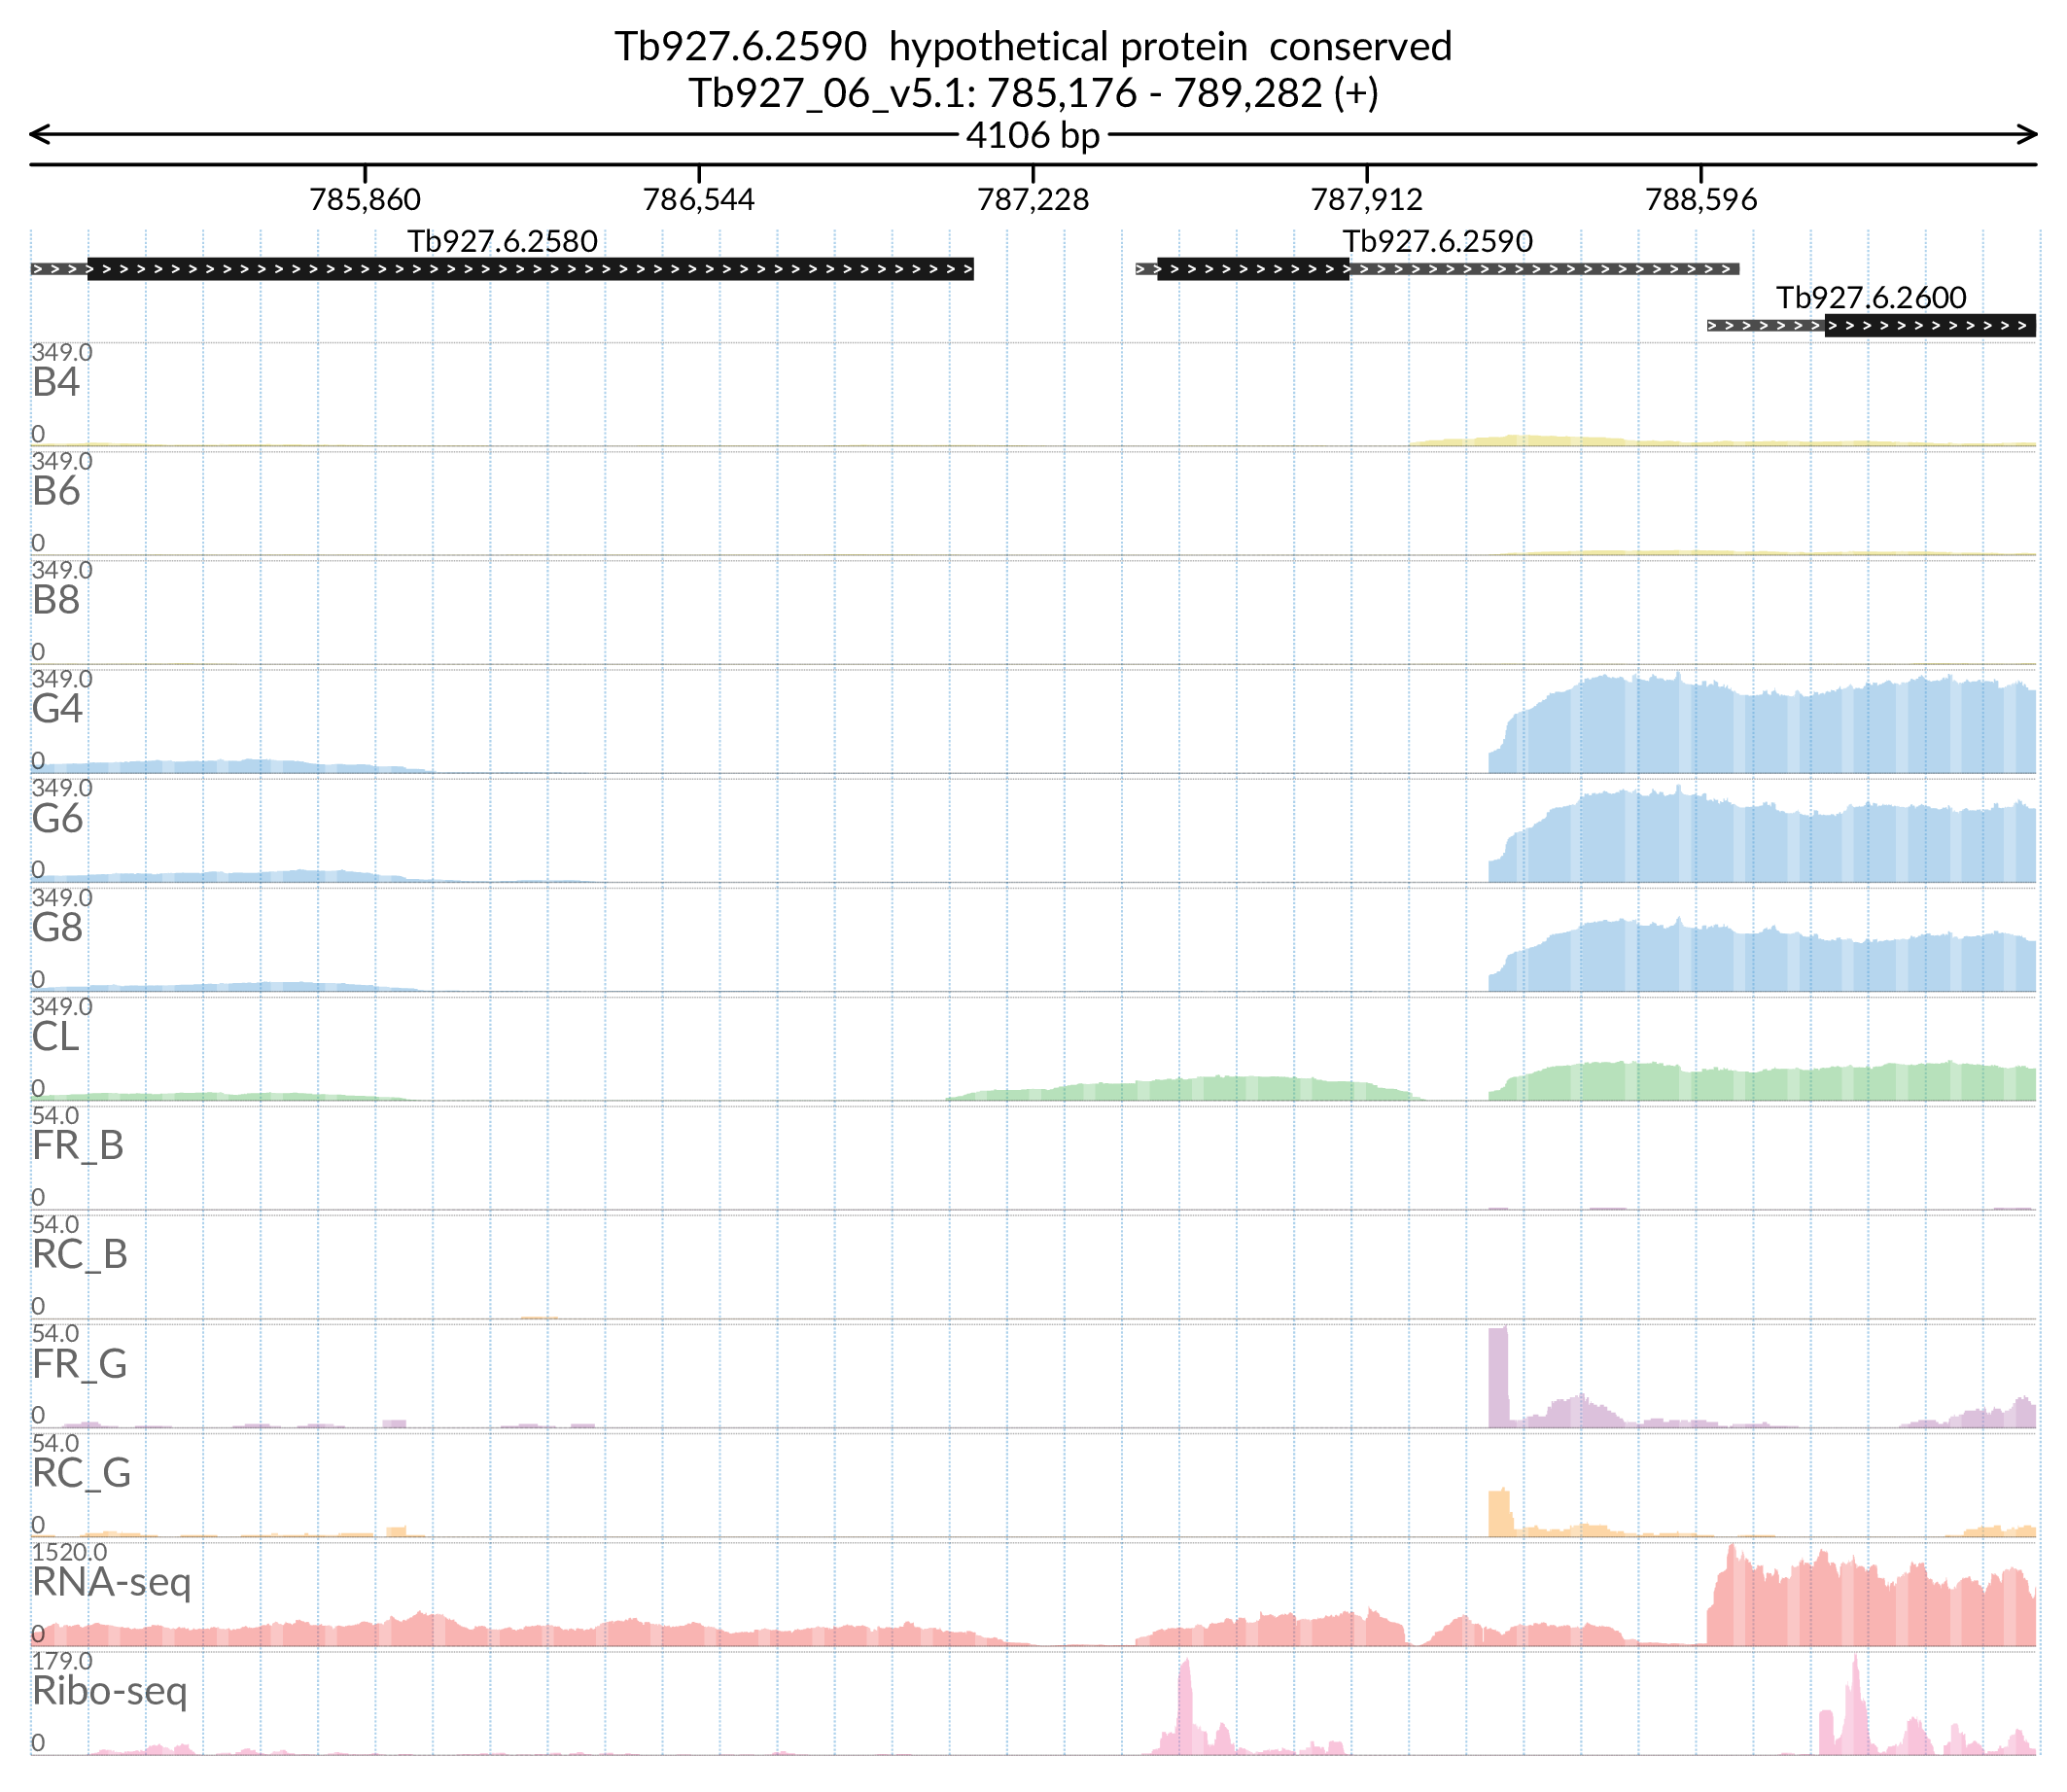 Tb927.6.2590 hypothetical protein conserved
Tb927_06_v5.1: 785,176 - 789,282 (+)
4106 bp
785,860 786,544 787,228 787,912 788,596
Tb927.6.2580 Tb927.6.2590
Tb927.6.2600
349.0
B4
0
349.0
B6
0
349.0
B8
0
349.0
G4
0
349.0
G6
0
349.0
G8
0
349.0
CL
0
54.0
FR_B
0
54.0
RC_B
0
54.0
FR_G
0
54.0
RC_G
0
1520.0
RNA-seq
0
179.0
Ribo-seq
0